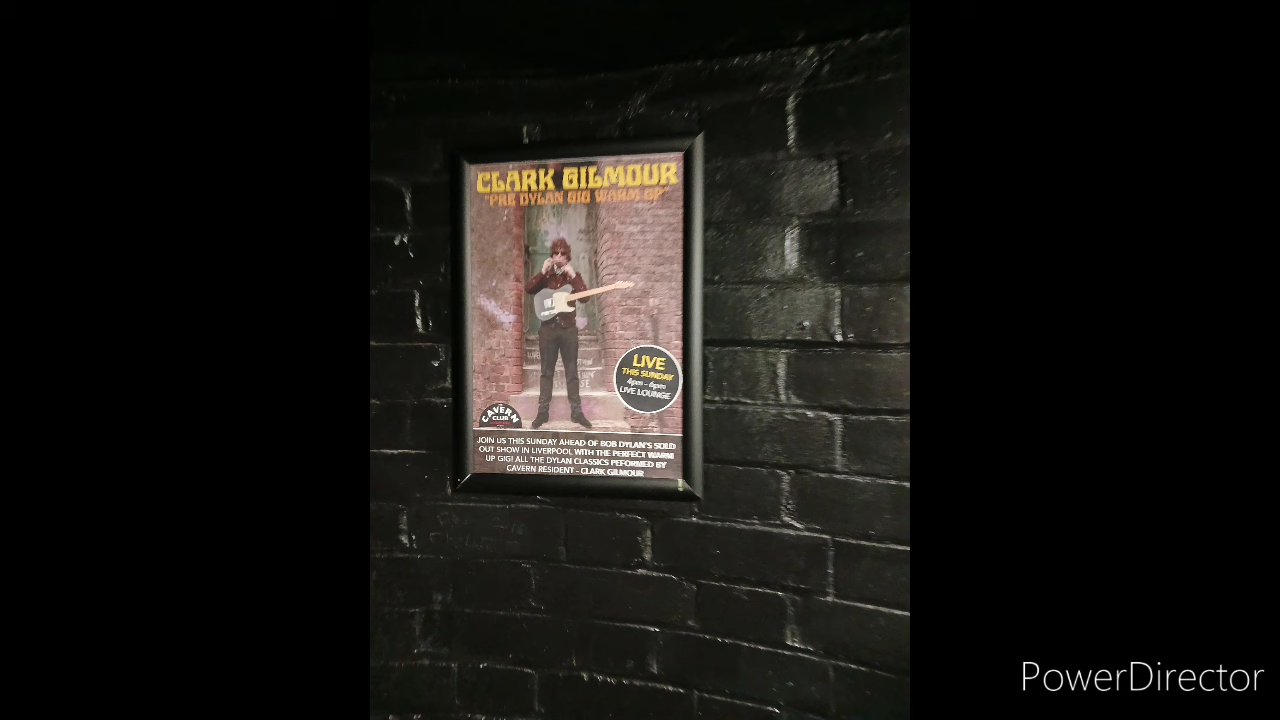 CLARK GILMOUR
"PRE DYLAN GIG WARM UP"
LIVE
THIS SUNDAY
4pm - 6pm
LIVE LOUNGE
CAVERN
CLUB
JOIN US THIS SUNDAY AHEAD OF BOB DYLAN'S SOLD
OUT SHOW IN LIVERPOOL WITH THE PERFECT WARM
UP GIG! ALL THE DYLAN CLASSICS PEFORMED BY
CAVERN RESIDENT - CLARK GILMOUR
PowerDirector